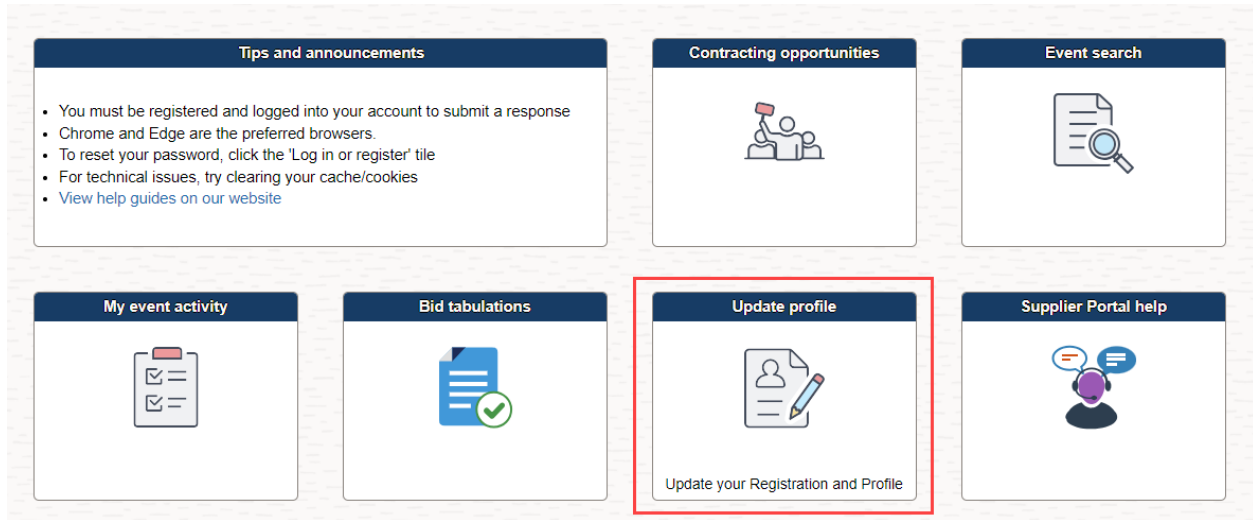 Tips and announcements
You must be registered and logged into your account to submit a response
Chrome and Edge are the preferred browsers.
To reset your password, click the 'Log in or register' tile
For technical issues, try clearing your cache/cookies
View help guides on our website
Contracting opportunities
Event search
My event activity
Bid tabulations
Update profile
Update your Registration and Profile
Supplier Portal help